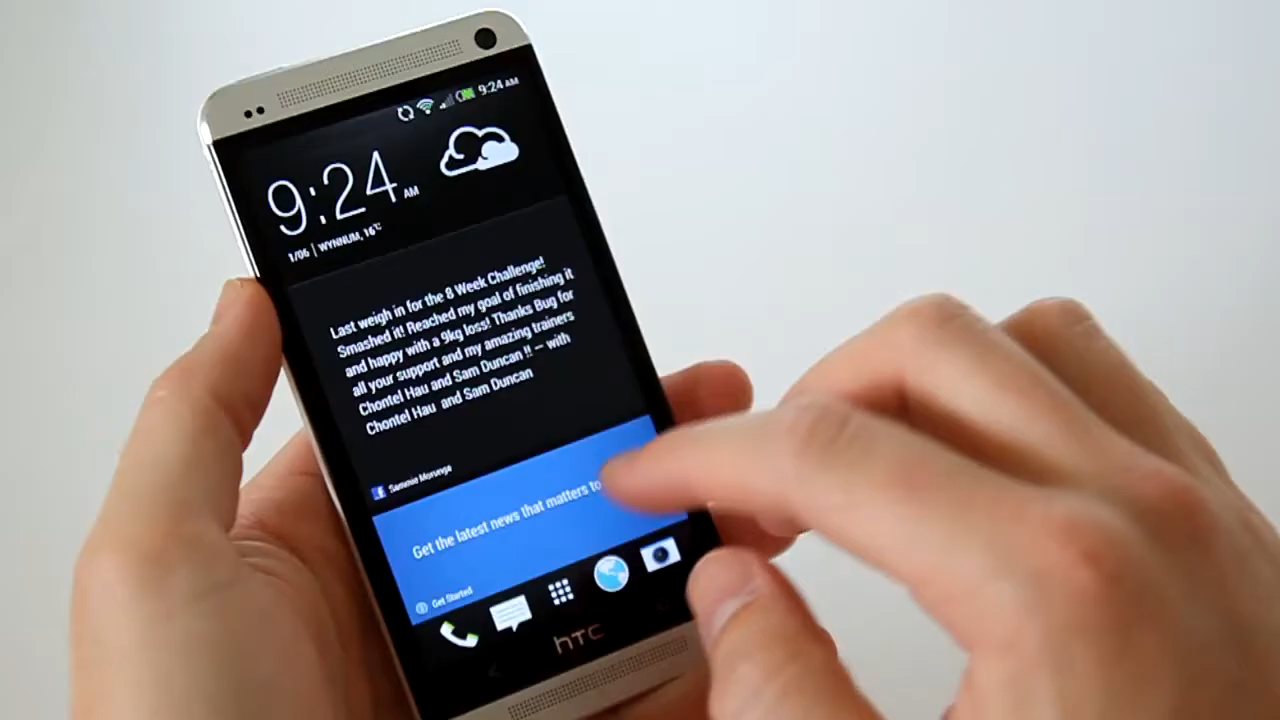 9:24 AM
9:24 AM
1/06 | WYNNUM, 16°C
Last weigh in for the 8 Week Challenge!
Smashed it! Reached my goal of finishing it
and happy with a 9kg loss! Thanks Bug for
all your support and my amazing trainers
Chontel Hau and Sam Duncan !! — with
Chontel Hau and Sam Duncan
Sammie
Get the latest news that matters to
Get Started
hTC